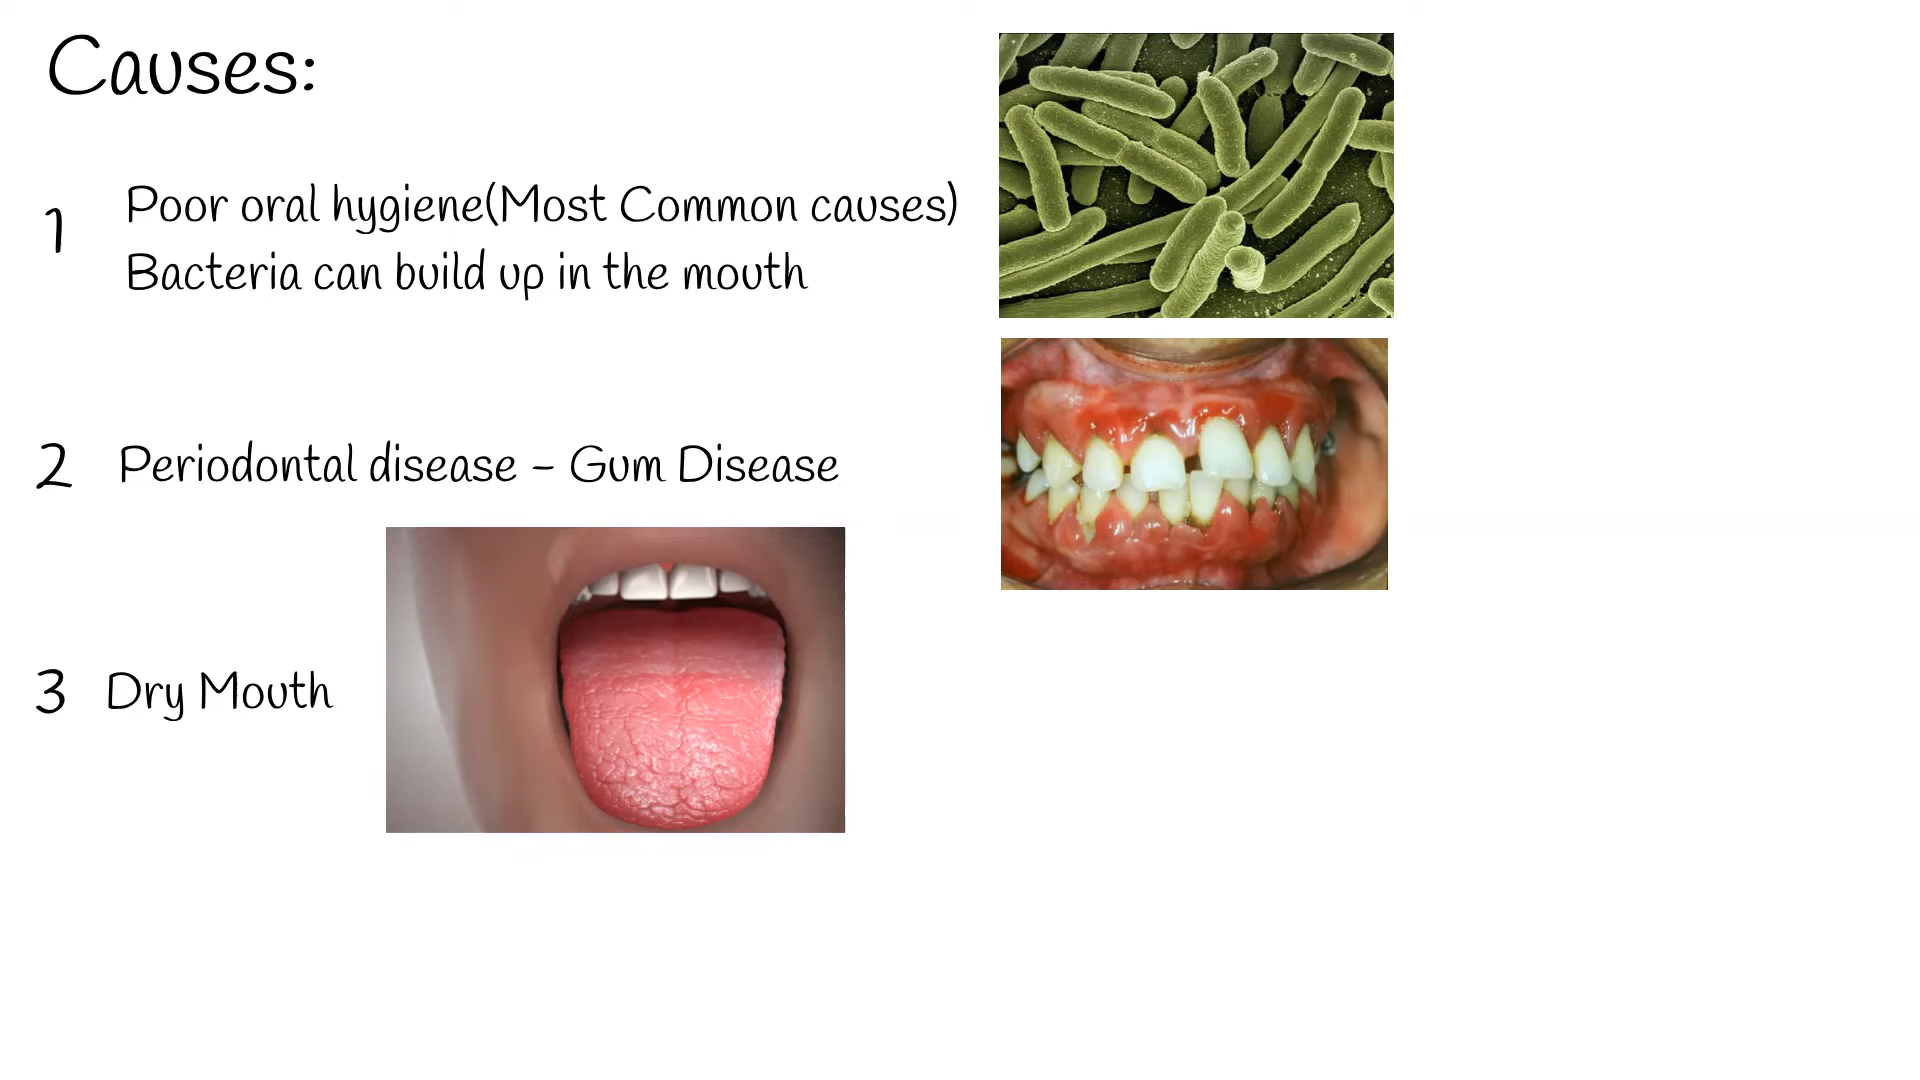 Causes:
1 Poor oral hygiene(Most Common causes)
Bacteria can build up in the mouth
2 Periodontal disease - Gum Disease
3 Dry Mouth